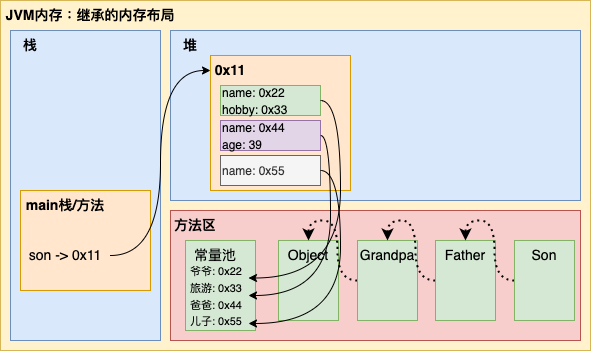 JVM内存：继承的内存布局
栈
main栈/方法
son -> 0x11
堆
0x11
name: 0x22
hobby: 0x33
name: 0x44
age: 39
name: 0x55
方法区
常量池
爷爷: 0x22
旅游: 0x33
爸爸: 0x44
儿子: 0x55
Object
Grandpa
Father
Son